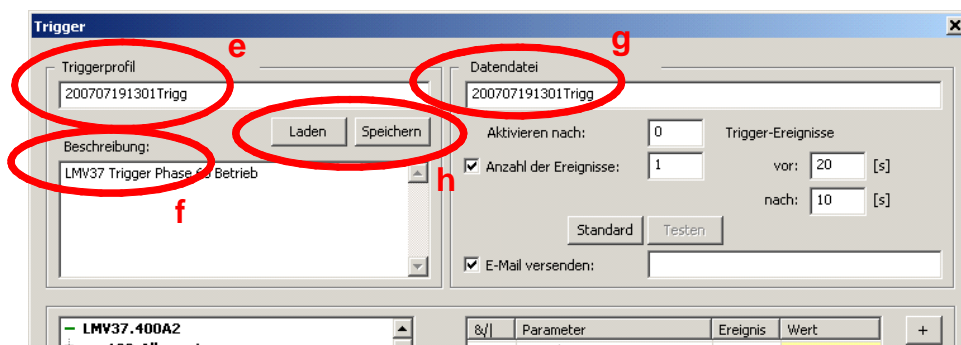 Trigger
e
g
Triggerprofil
200707191301Trigg
Laden
Speichern
h
Beschreibung:
LMV37 Trigger Phase 60 Betrieb
f
Datendatei
200707191301Trigg
Aktivieren nach: 0 Trigger-Ereignisse
Anzahl der Ereignisse: 1 vor: 20 [s]
nach: 10 [s]
Standard
Testen
E-Mail versenden:
LMV37.400A2
&/| Parameter Ereignis Wert +